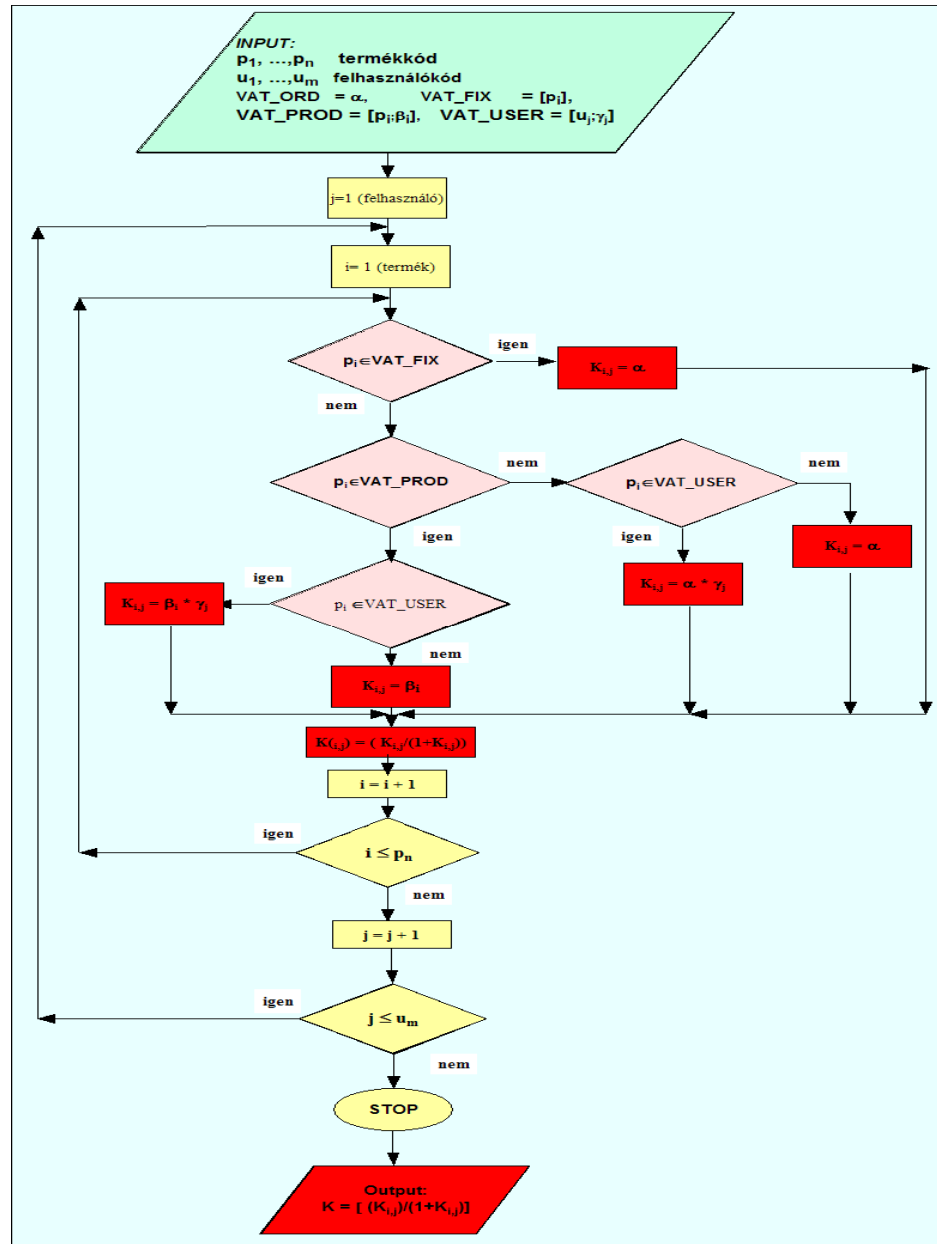 INPUT:
p1, ...,pn termékkód
u1, ...,um felhasználókód
VAT_ORD = α, VAT_FIX = [pi],
VAT_PROD = [pi;βi], VAT_USER = [uj;γj]
j=1 (felhasználó)
i= 1 (termék)
pi∈VAT_FIX
igen
Ki,j = α
nem
pi∈VAT_PROD
nem
pi∈VAT_USER
nem
Ki,j = α
igen
igen
Ki,j = α * γj
pi ∈VAT_USER
igen
Ki,j = βi * γj
nem
Ki,j = βi
K(i,j) = ( Ki,j/(1+Ki,j))
i = i + 1
igen
i ≤ pn
nem
j = j + 1
igen
j ≤ um
nem
STOP
Output:
K = [ (Ki,j)/(1+Ki,j)]